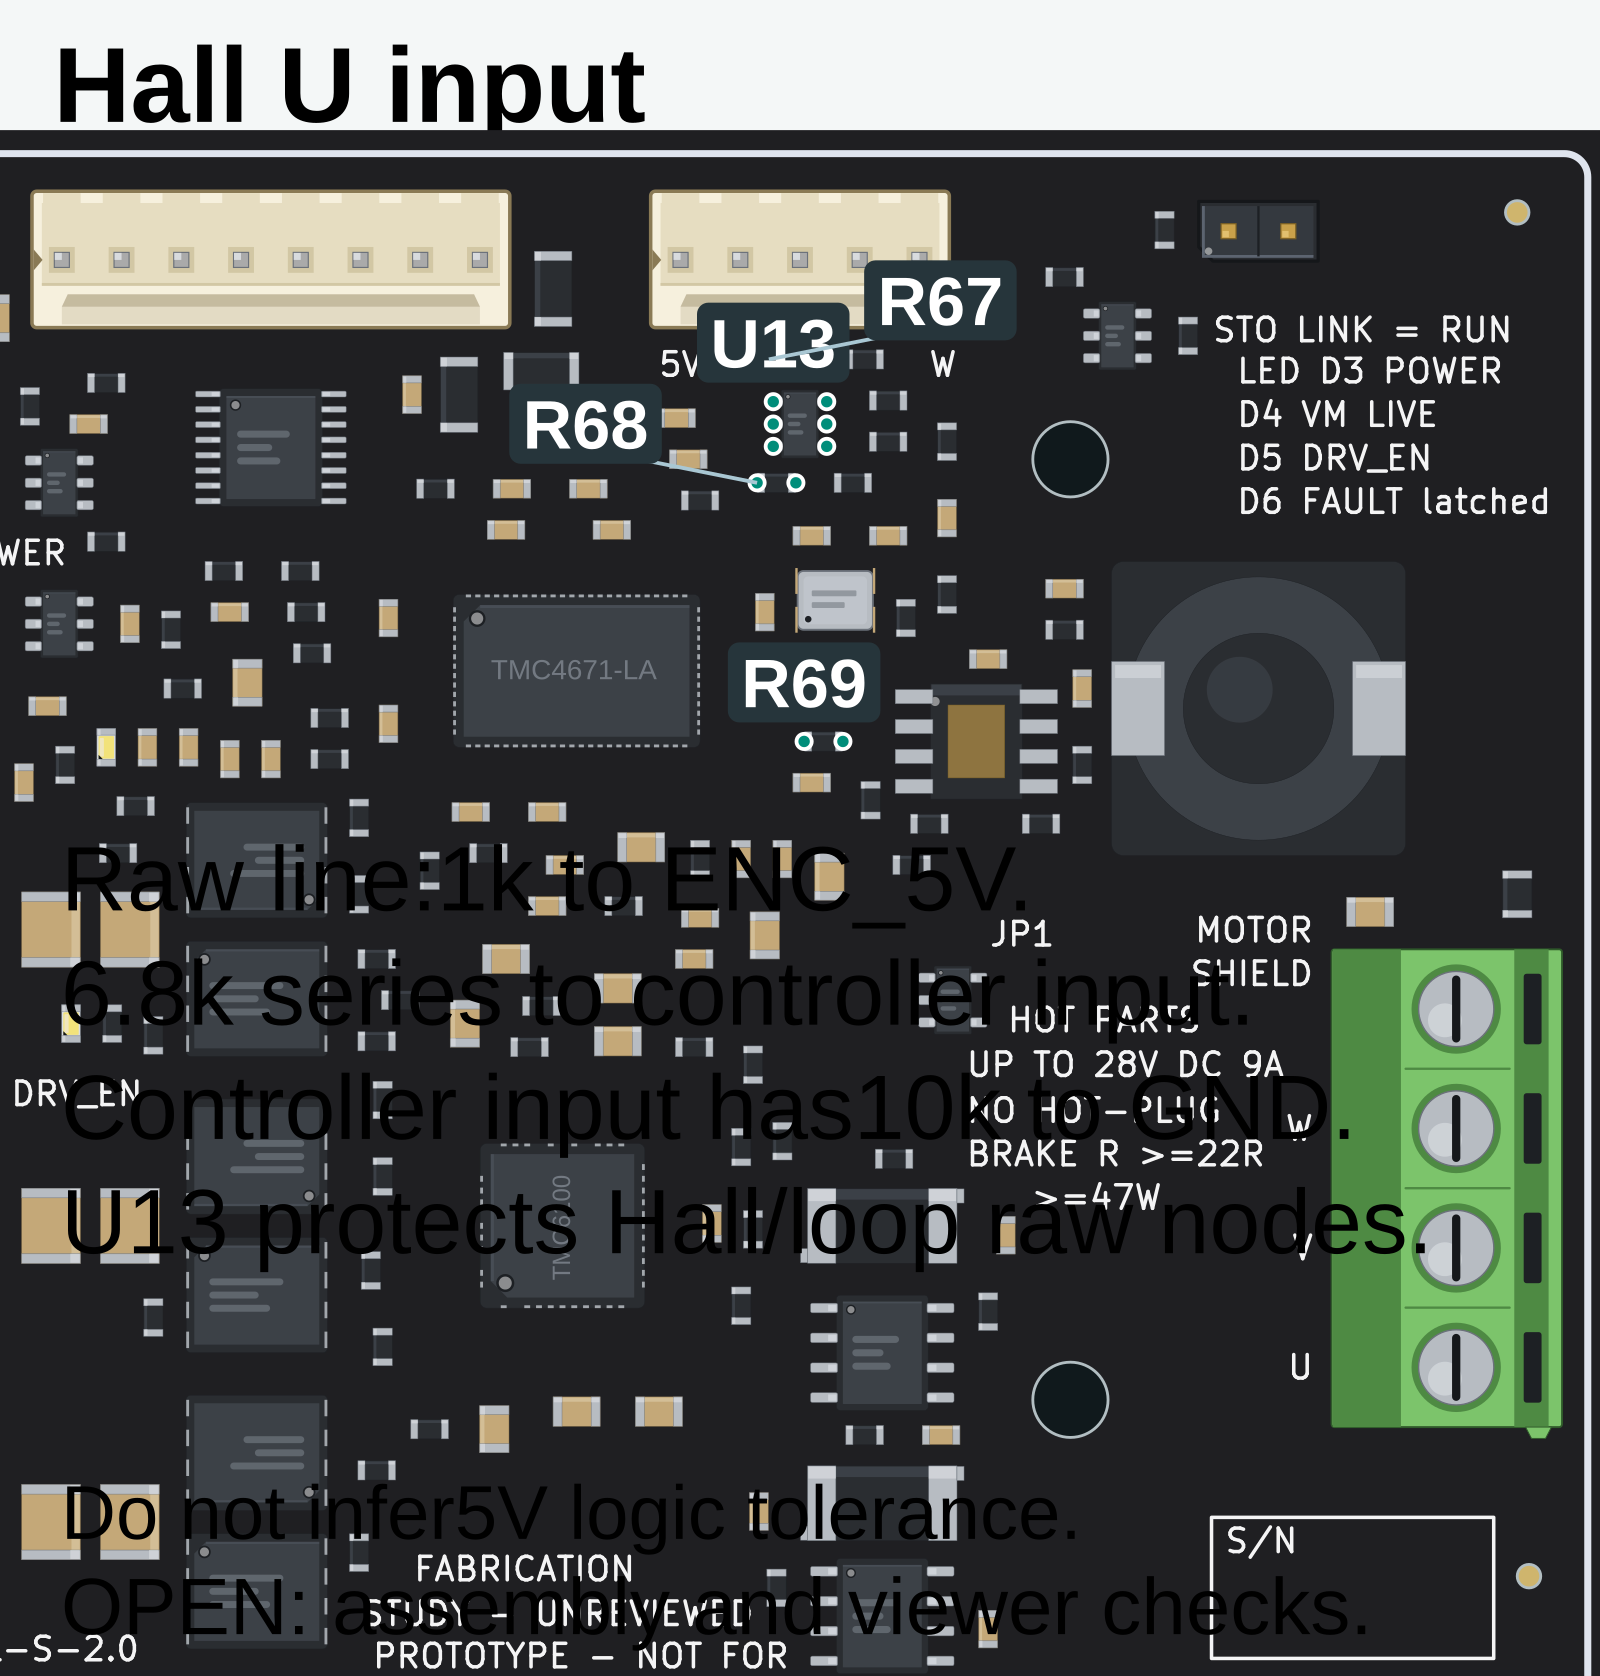 Hall U input
R67
U13
5V
W
R68
STO LINK = RUN
LED D3 POWER
D4 VM LIVE
D5 DRV_EN
D6 FAULT latched
WER
TMC4671-LA
R69
Raw line:1k to ENC_5V.
JP1
MOTOR
SHIELD
6.8k series to controller input.
HOT PARTS
UP TO 28V DC 9A
DRV_EN
Controller input has10k to GND.
NO HOT-PLUG
W
BRAKE R >=22R
>=47W
TMC6100
U13 protects Hall/loop raw nodes.
V
U
Do not infer5V logic tolerance.
S/N
FABRICATION
OPEN: assembly and viewer checks.
STUDY - UNREVIEWED
-S-2.0
PROTOTYPE - NOT FOR